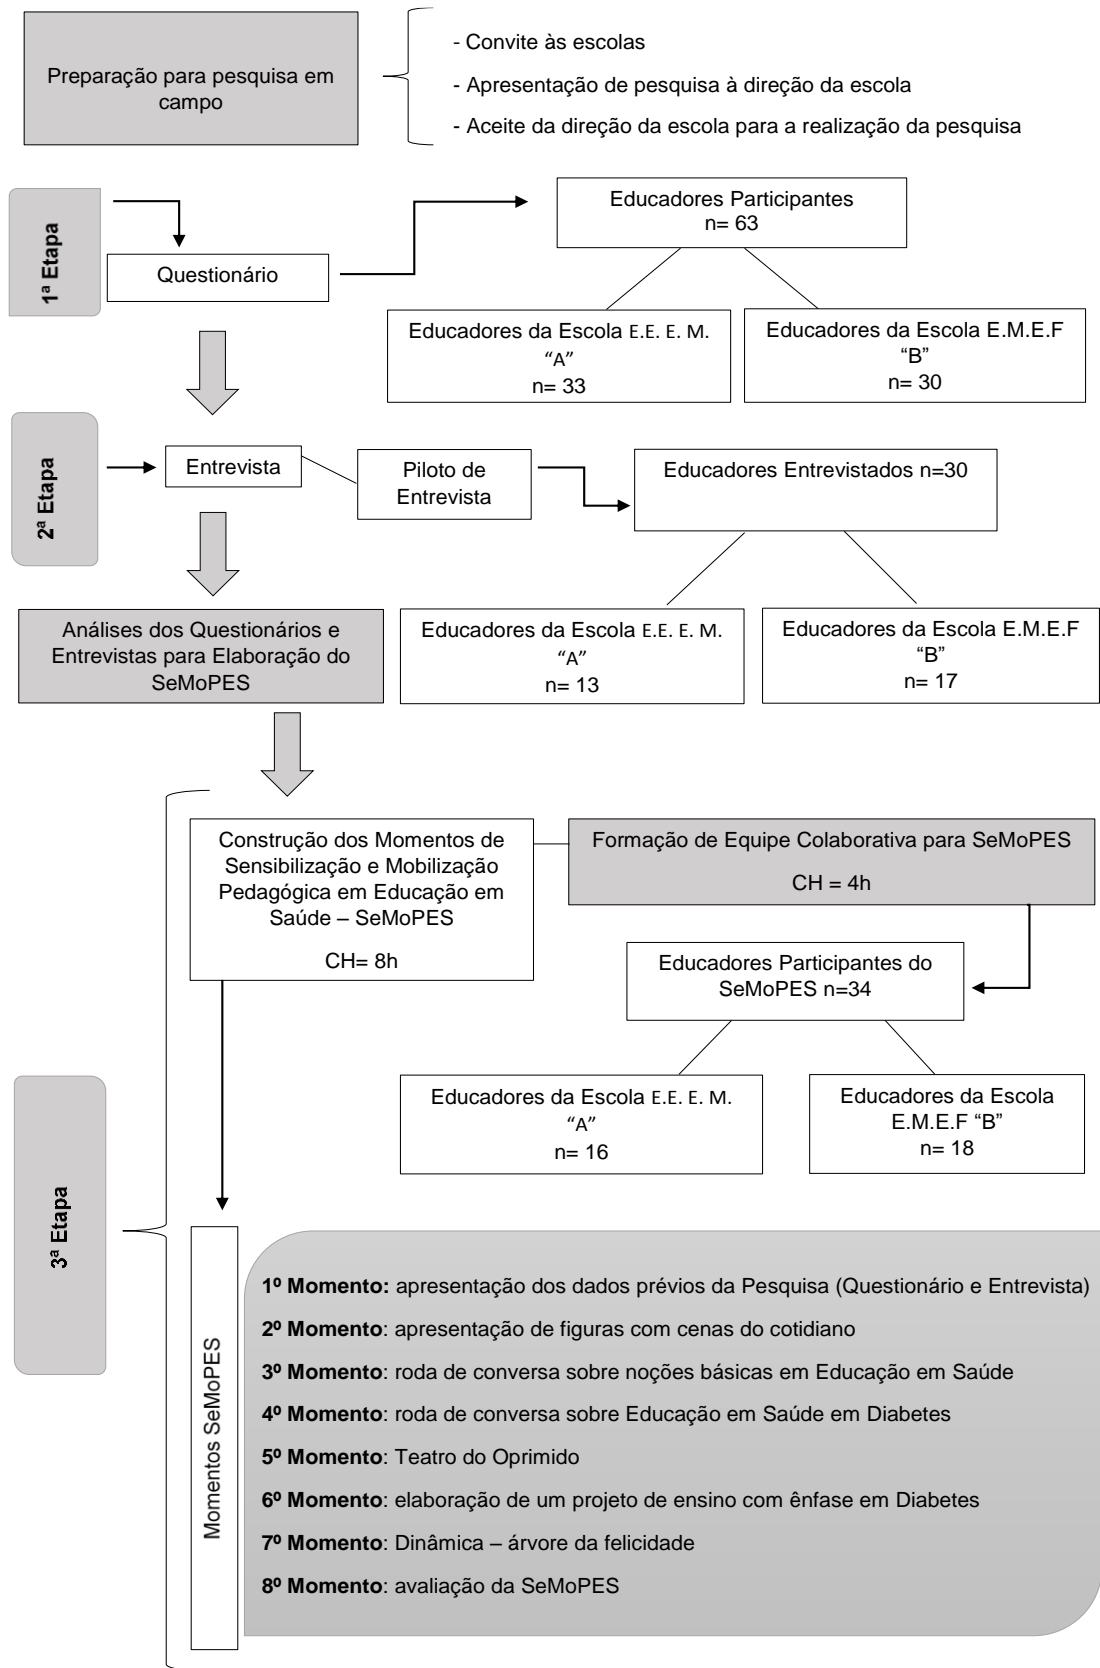 Preparação para pesquisa em
campo
- Convite às escolas
- Apresentação de pesquisa à direção da escola
- Aceite da direção da escola para a realização da pesquisa
1ª Etapa
Questionário
Educadores Participantes
n= 63
Educadores da Escola E.E. E. M.
“A”
n= 33
Educadores da Escola E.M.E.F
“B”
n= 30
2ª Etapa
Entrevista
Piloto de
Entrevista
Educadores Entrevistados n=30
Educadores da Escola E.E. E. M.
“A”
n= 13
Educadores da Escola E.M.E.F
“B”
n= 17
Análises dos Questionários e
Entrevistas para Elaboração do
SeMoPES
3ª Etapa
Construção dos Momentos de
Sensibilização e Mobilização
Pedagógica em Educação em
Saúde – SeMoPES
CH= 8h
Formação de Equipe Colaborativa para SeMoPES
CH = 4h
Educadores Participantes do
SeMoPES n=34
Educadores da Escola E.E. E. M.
“A”
n= 16
Educadores da Escola
E.M.E.F “B”
n= 18
Momentos SeMoPES
1º Momento: apresentação dos dados prévios da Pesquisa (Questionário e Entrevista)
2º Momento: apresentação de figuras com cenas do cotidiano
3º Momento: roda de conversa sobre noções básicas em Educação em Saúde
4º Momento: roda de conversa sobre Educação em Saúde em Diabetes
5º Momento: Teatro do Oprimido
6º Momento: elaboração de um projeto de ensino com ênfase em Diabetes
7º Momento: Dinâmica – árvore da felicidade
8º Momento: avaliação da SeMoPES